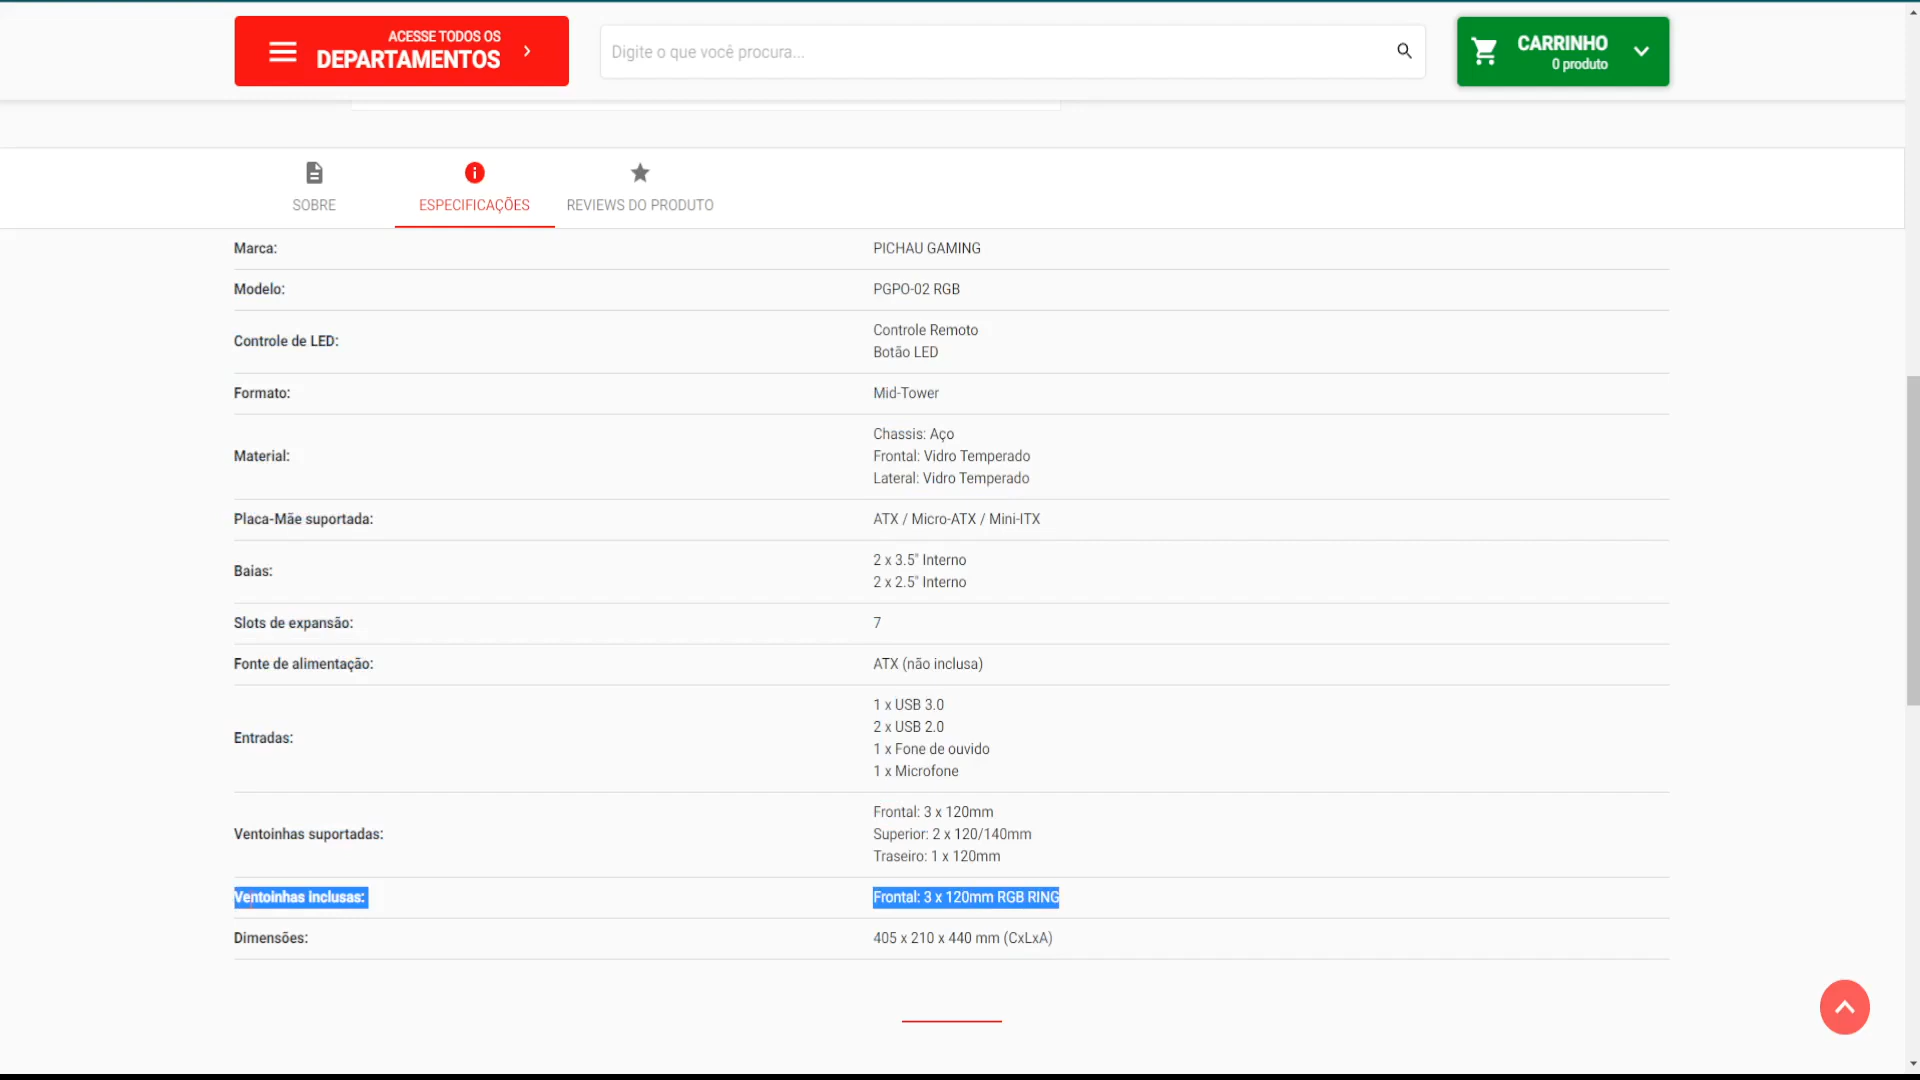 ACESSE TODOS OS
DEPARTAMENTOS
Digite o que você procura...
CARRINHO
0 produto
SOBRE
ESPECIFICAÇÕES
REVIEWS DO PRODUTO
Marca:
PICHAU GAMING
Modelo:
PGPO-02 RGB
Controle de LED:
Controle Remoto
Botão LED
Formato:
Mid-Tower
Material:
Chassis: Aço
Frontal: Vidro Temperado
Lateral: Vidro Temperado
Placa-Mãe suportada:
ATX / Micro-ATX / Mini-ITX
Baias:
2 x 3.5" Interno
2 x 2.5" Interno
Slots de expansão:
7
Fonte de alimentação:
ATX (não inclusa)
Entradas:
1 x USB 3.0
2 x USB 2.0
1 x Fone de ouvido
1 x Microfone
Ventoinhas suportadas:
Frontal: 3 x 120mm
Superior: 2 x 120/140mm
Traseiro: 1 x 120mm
Ventoinhas inclusas:
Frontal: 3 x 120mm RGB RING
Dimensões:
405 x 210 x 440 mm (CxLxA)